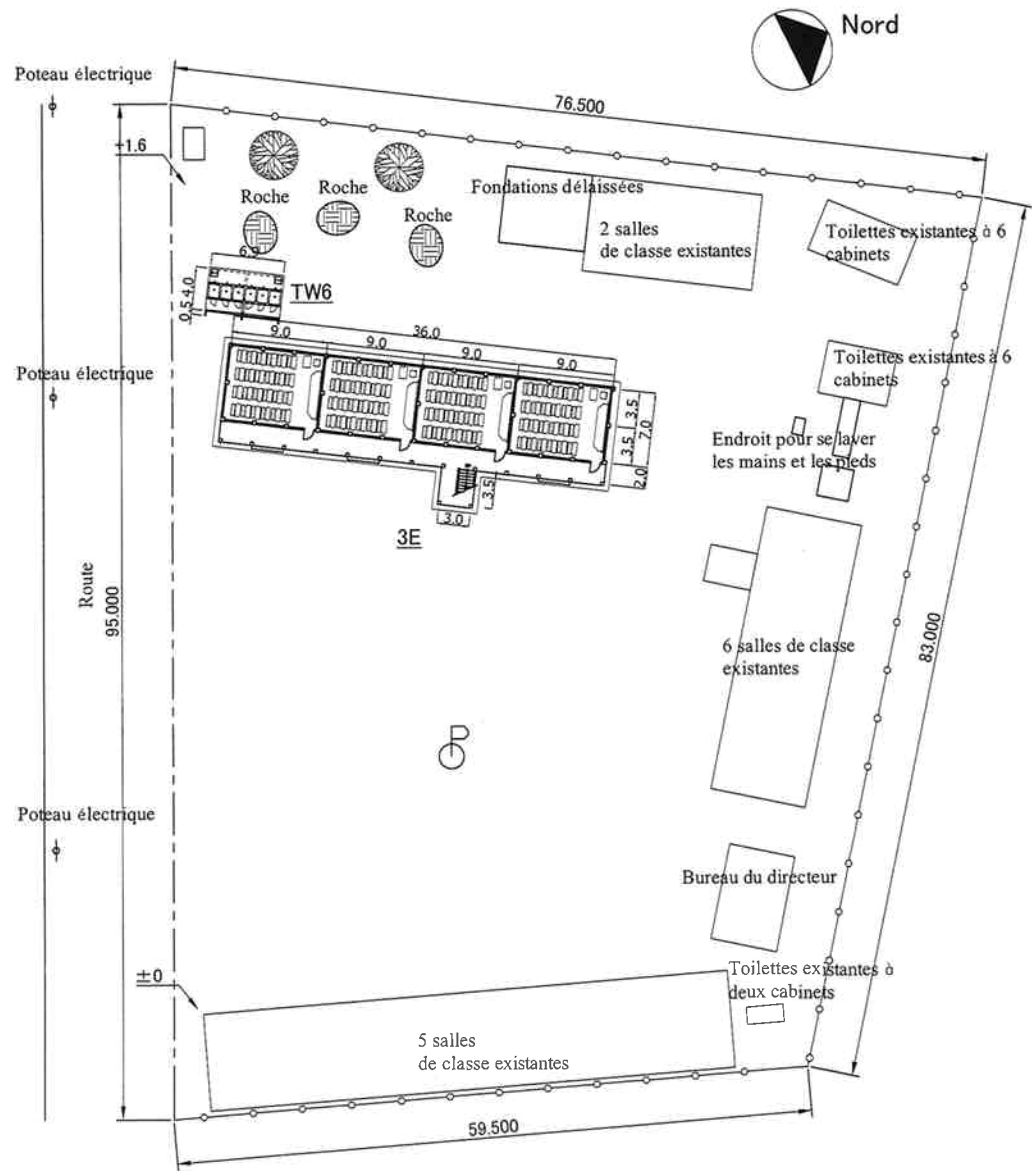 Nord
Poteau électrique
76.500
+1.6
Roche
Roche
Roche
Fondations délaissées
2 salles
de classe existantes
Toilettes existantes à 6
cabinets
6.9
TW6
0.5 4.0
36.0
9.0
9.0
9.0
9.0
Poteau électrique
Toilettes existantes à 6
cabinets
3.5
3.5
7.0
2.0
Endroit pour se laver
les mains et les pieds
3.5
3.0
3E
Route
95.000
6 salles de classe
existantes
83.000
Poteau électrique
Bureau du directeur
±0
Toilettes existantes à
deux cabinets
5 salles
de classe existantes
59.500